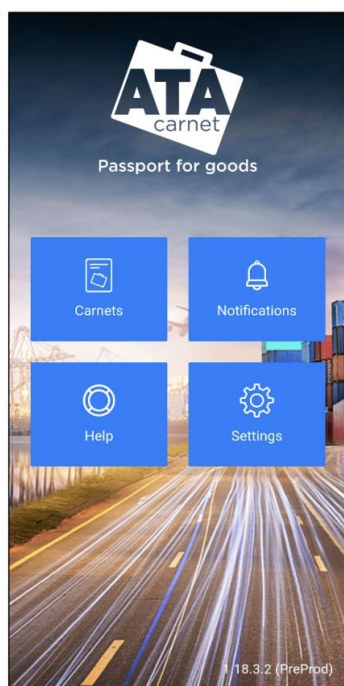 ATA
carnet
Passport for goods
Carnets
Notifications
Help
Settings
1.18.3.2 (PreProd)